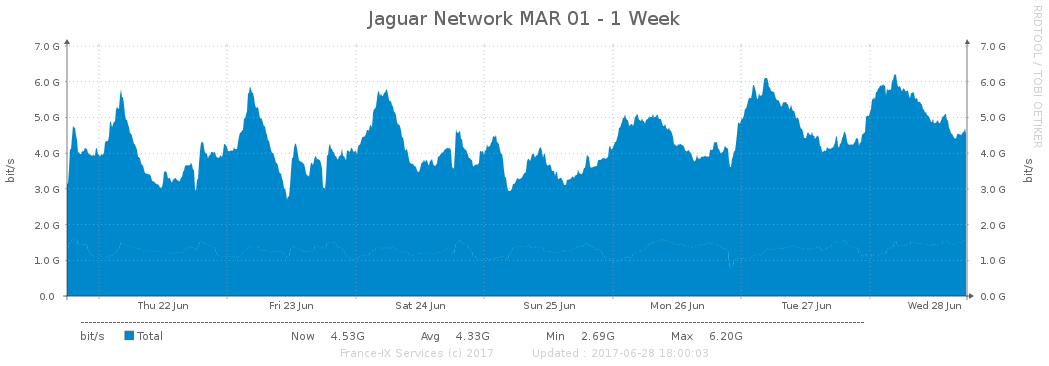 Jaguar Network MAR 01 - 1 Week
RRDTOOL / TOBI OETIKER
7.0 G 7.0 G
6.0 G 6.0 G
5.0 G 5.0 G
4.0 G 4.0 G
3.0 G 3.0 G
2.0 G 2.0 G
1.0 G 1.0 G
0.0 0.0 G
bit/s bit/s
Thu 22 Jun Fri 23 Jun Sat 24 Jun Sun 25 Jun Mon 26 Jun Tue 27 Jun Wed 28 Jun
bit/s Total Now 4.53G Avg 4.33G Min 2.69G Max 6.20G
France-IX Services (c) 2017 Updated : 2017-06-28 18:00:03